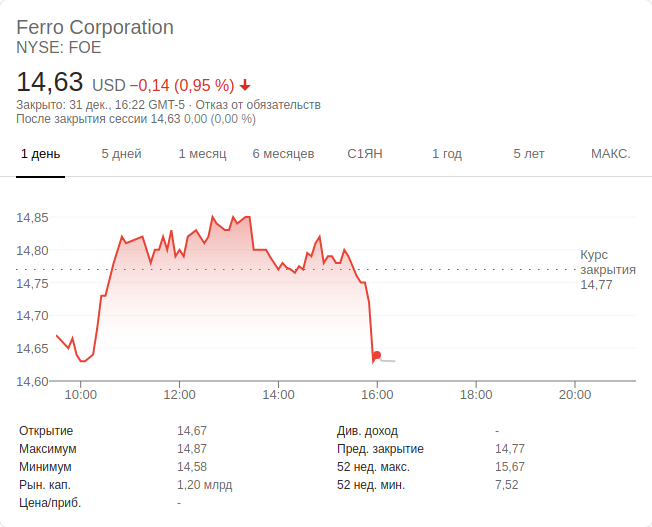 Ferro Corporation
NYSE: FOE
14,63 USD −0,14 (0,95 %)
Закрыто: 31 дек., 16:22 GMT-5 · Отказ от обязательств
После закрытия сессии 14,63 0,00 (0,00 %)
1 день 5 дней 1 месяц 6 месяцев С1ЯН 1 год 5 лет МАКС.
14,85
14,80
Курс
закрытия
14,77
14,75
14,70
14,65
14,60
10:00 12:00 14:00 16:00 18:00 20:00
Открытие 14,67 Див. доход -
Максимум 14,87 Пред. закрытие 14,77
Минимум 14,58 52 нед. макс. 15,67
Рын. кап. 1,20 млрд 52 нед. мин. 7,52
Цена/приб. -